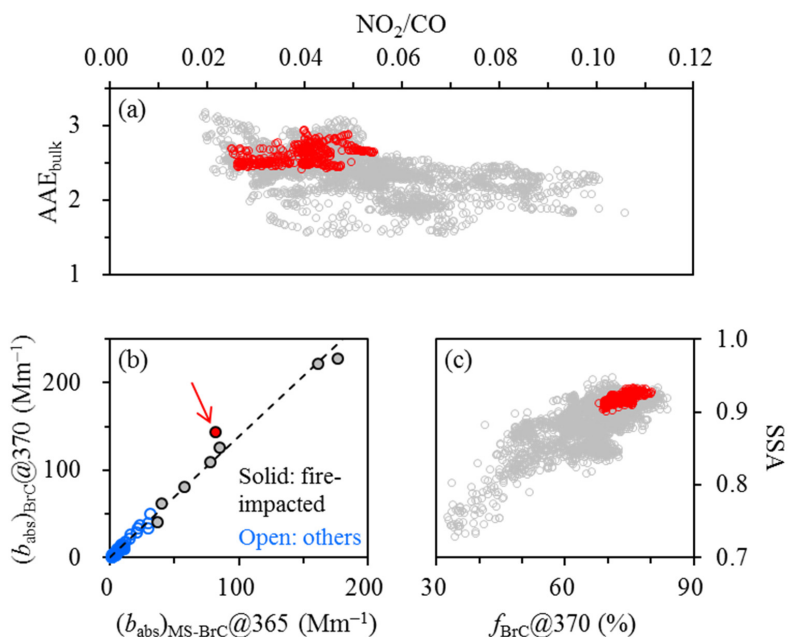 NO₂/CO
0.00 0.02 0.04 0.06 0.08 0.10 0.12
(a)
3
2
1
AAEbulk
(b)
200
100
0
(babs)BrC@370 (Mm⁻¹)
Solid: fire-
impacted
Open: others
0 100 200
(babs)MS-BrC@365 (Mm⁻¹)
(c)
1.0
0.9
0.8
0.7
SSA
30 60 90
fBrC@370 (%)